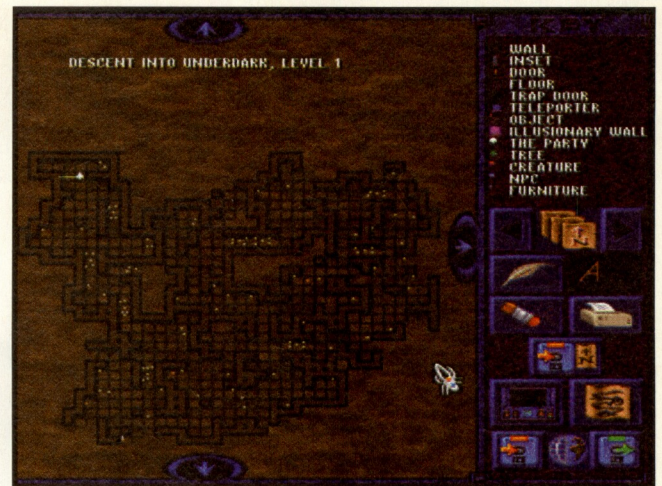 DESCENT INTO UNDERDARK, LEVEL 1
WALL
INSET
DOOR
FLOOR
TRAP DOOR
TELEPORTER
OBJECT
ILLUSIONARY WALL
THE PARTY
TREE
CREATURE
NPC
FURNITURE